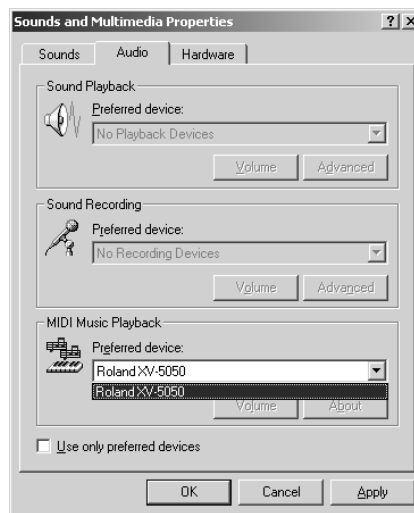 Sounds and Multimedia Properties ? ×
Sounds Audio Hardware
Sound Playback
Preferred device:
No Playback Devices
Volume Advanced
Sound Recording
Preferred device:
No Recording Devices
Volume Advanced
MIDI Music Playback
Preferred device:
Roland XV-5050
Roland XV-5050
Volume About
Use only preferred devices
OK Cancel Apply